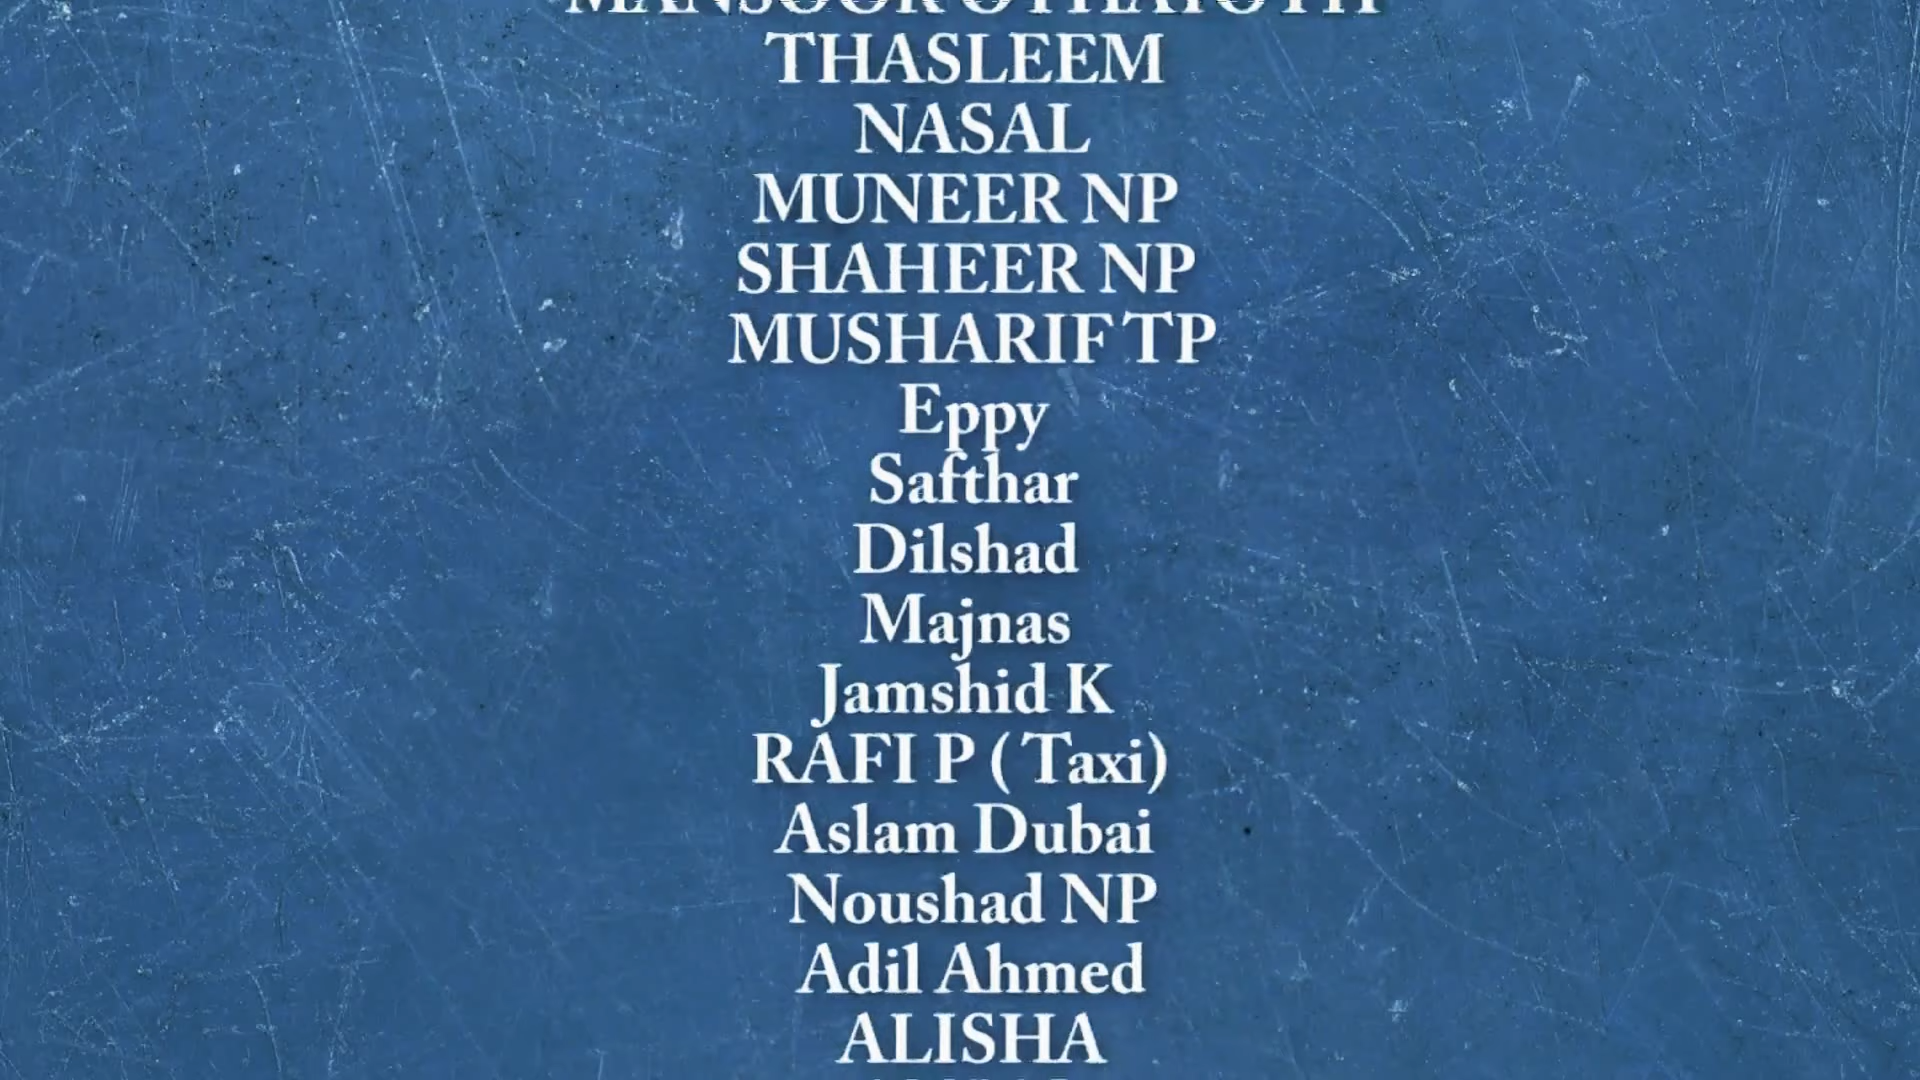 MANSOOR
THASLEEM
NASAL
MUNEER NP
SHAHEER NP
MUSHARIF TP
Eppy
Safthar
Dilshad
Majnas
Jamshid K
RAFI P ( Taxi)
Aslam Dubai
Noushad NP
Adil Ahmed
ALISHA